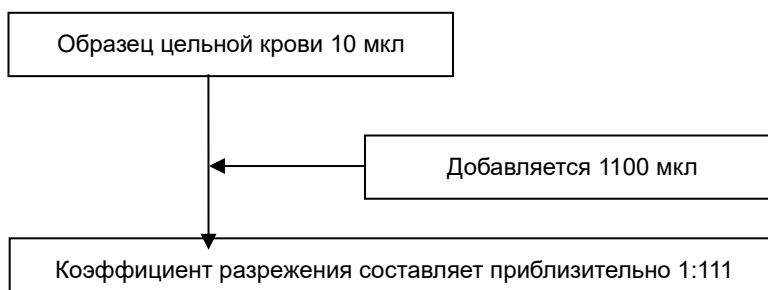 Образец цельной крови 10 мкл
Добавляется 1100 мкл
Коэффициент разрежения составляет приблизительно 1:111